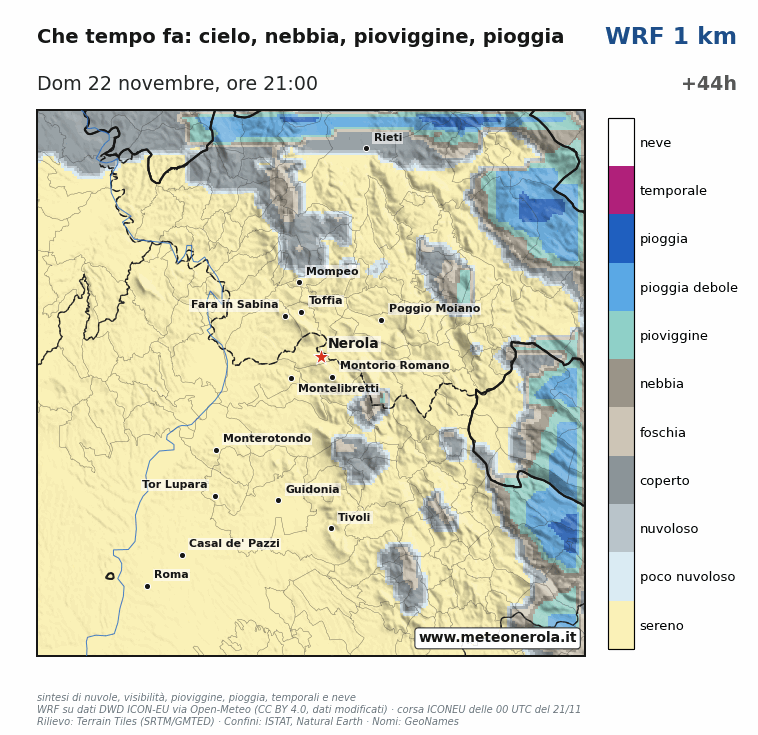 Che tempo fa: cielo, nebbia, pioviggine, pioggia
WRF 1 km
Dom 22 novembre, ore 21:00
+44h
Rieti
Mompeo
Toffia
Fara in Sabina
Poggio Moiano
Nerola
Montorio Romano
Montelibretti
Monterotondo
Tor Lupara
Guidonia
Tivoli
Casal de' Pazzi
Roma
www.meteonerola.it
neve
temporale
pioggia
pioggia debole
pioviggine
nebbia
foschia
coperto
nuvoloso
poco nuvoloso
sereno
sintesi di nuvole, visibilità, pioviggine, pioggia, temporali e neve
WRF su dati DWD ICON-EU via Open-Meteo (CC BY 4.0, dati modificati) · corsa ICONEU delle 00 UTC del 21/11
Rilievo: Terrain Tiles (SRTM/GMTED) · Confini: ISTAT, Natural Earth · Nomi: GeoNames